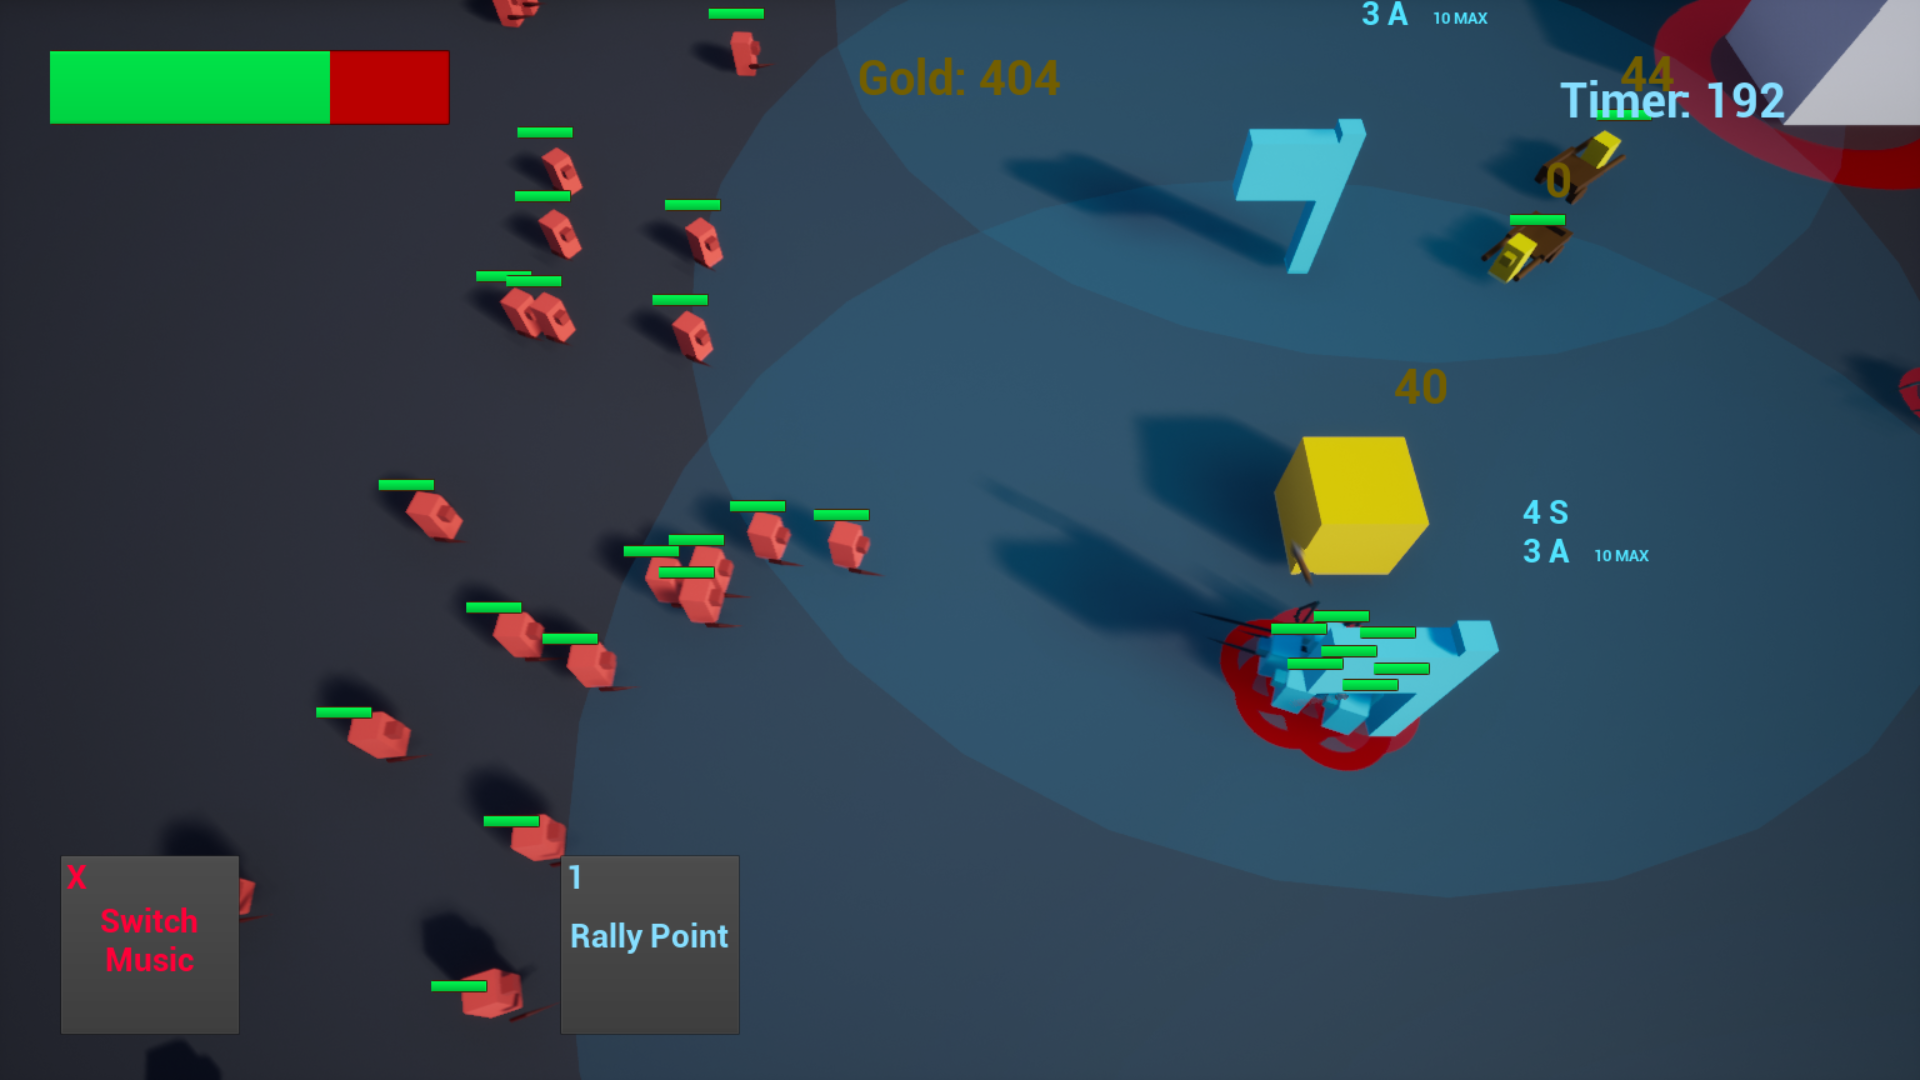 3 A 10 MAX
Gold: 404
44
Timer: 192
0
40
4 S
3 A 10 MAX
X
Switch
Music
1
Rally Point